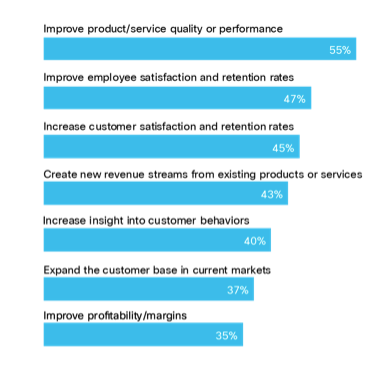 Improve product/service quality or performance
55%
Improve employee satisfaction and retention rates
47%
Increase customer satisfaction and retention rates
45%
Create new revenue streams from existing products or services
43%
Increase insight into customer behaviors
40%
Expand the customer base in current markets
37%
Improve profitability/margins
35%